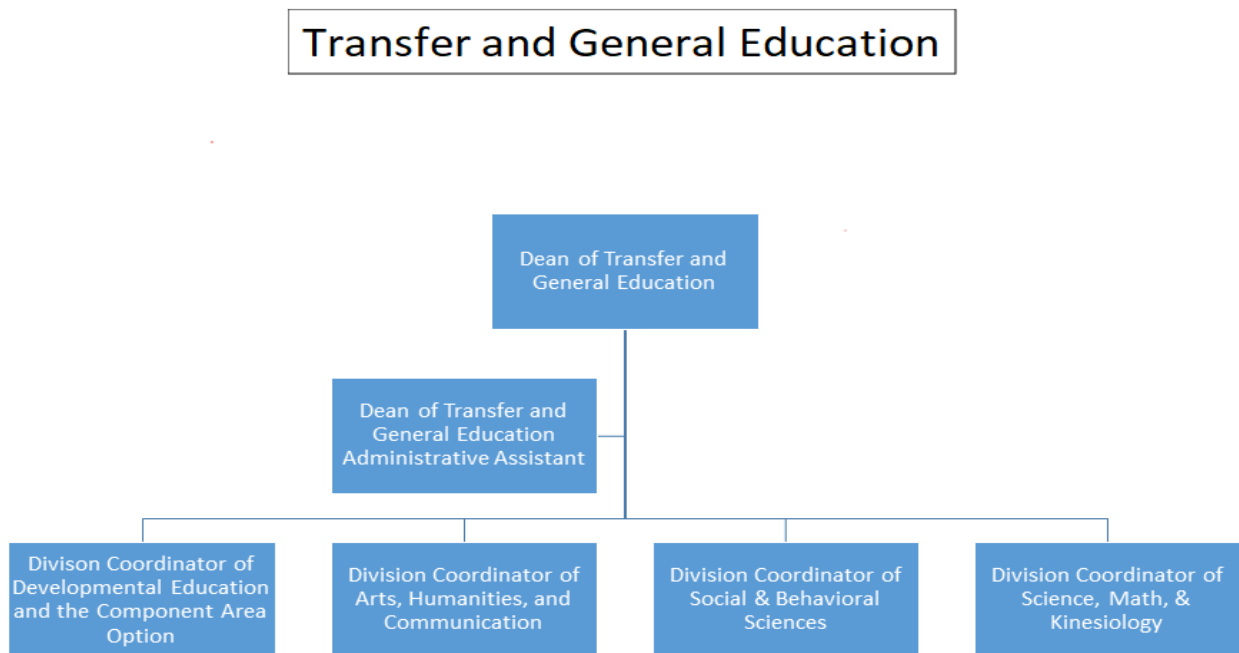 Transfer and General Education
Dean of Transfer and
General Education
Dean of Transfer and
General Education
Administrative Assistant
Divison Coordinator of
Developmental Education
and the Component Area
Option
Division Coordinator of
Arts, Humanities, and
Communication
Division Coordinator of
Social & Behavioral
Sciences
Division Coordinator of
Science, Math, &
Kinesiology